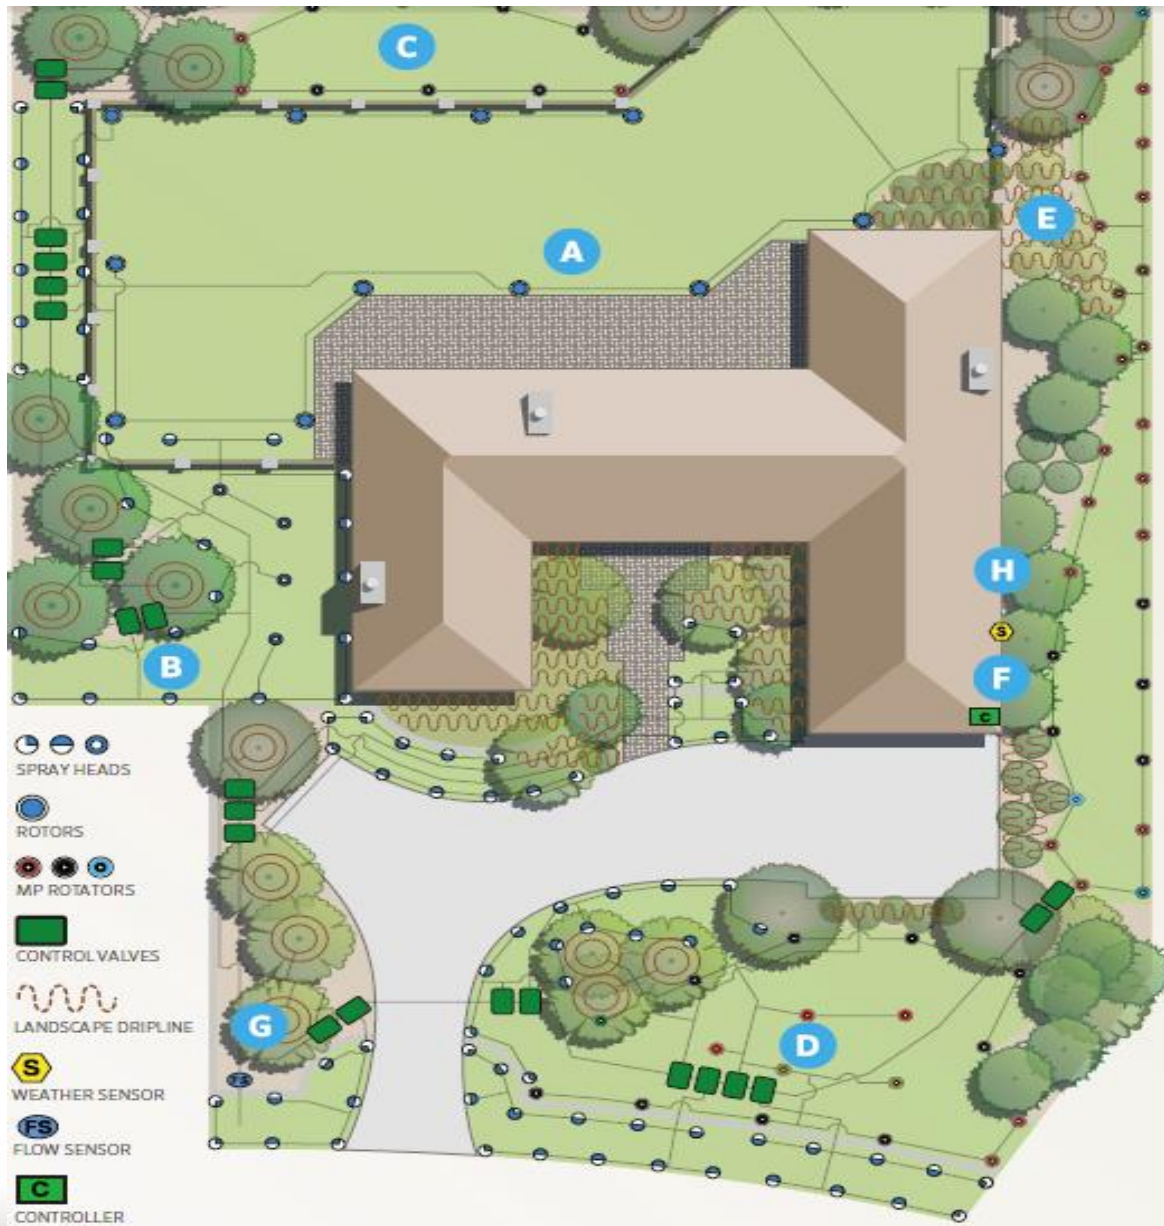 C
E
A
H
S
B
F
C
SPRAY HEADS
ROTORS
MP ROTATORS
CONTROL VALVES
LANDSCAPE DRIPLINE
G
D
S
WEATHER SENSOR
FS
FS
FLOW SENSOR
C
CONTROLLER